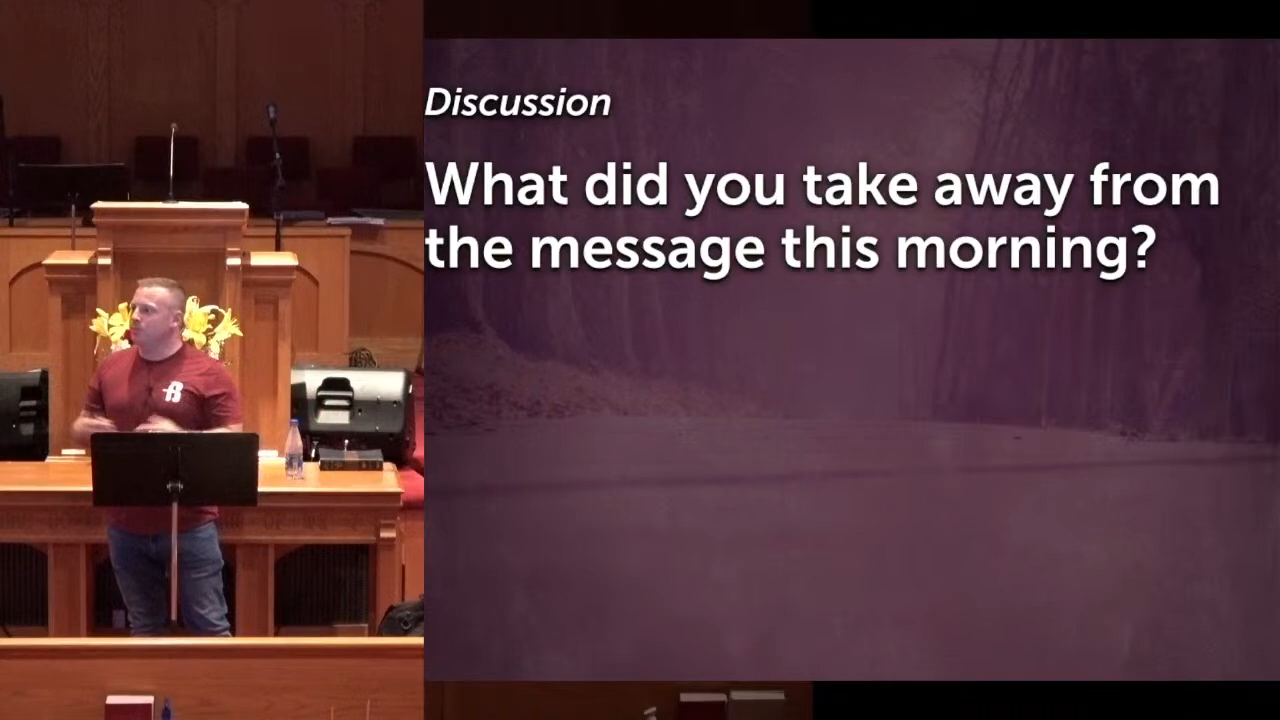 Discussion
What did you take away from
the message this morning?
B